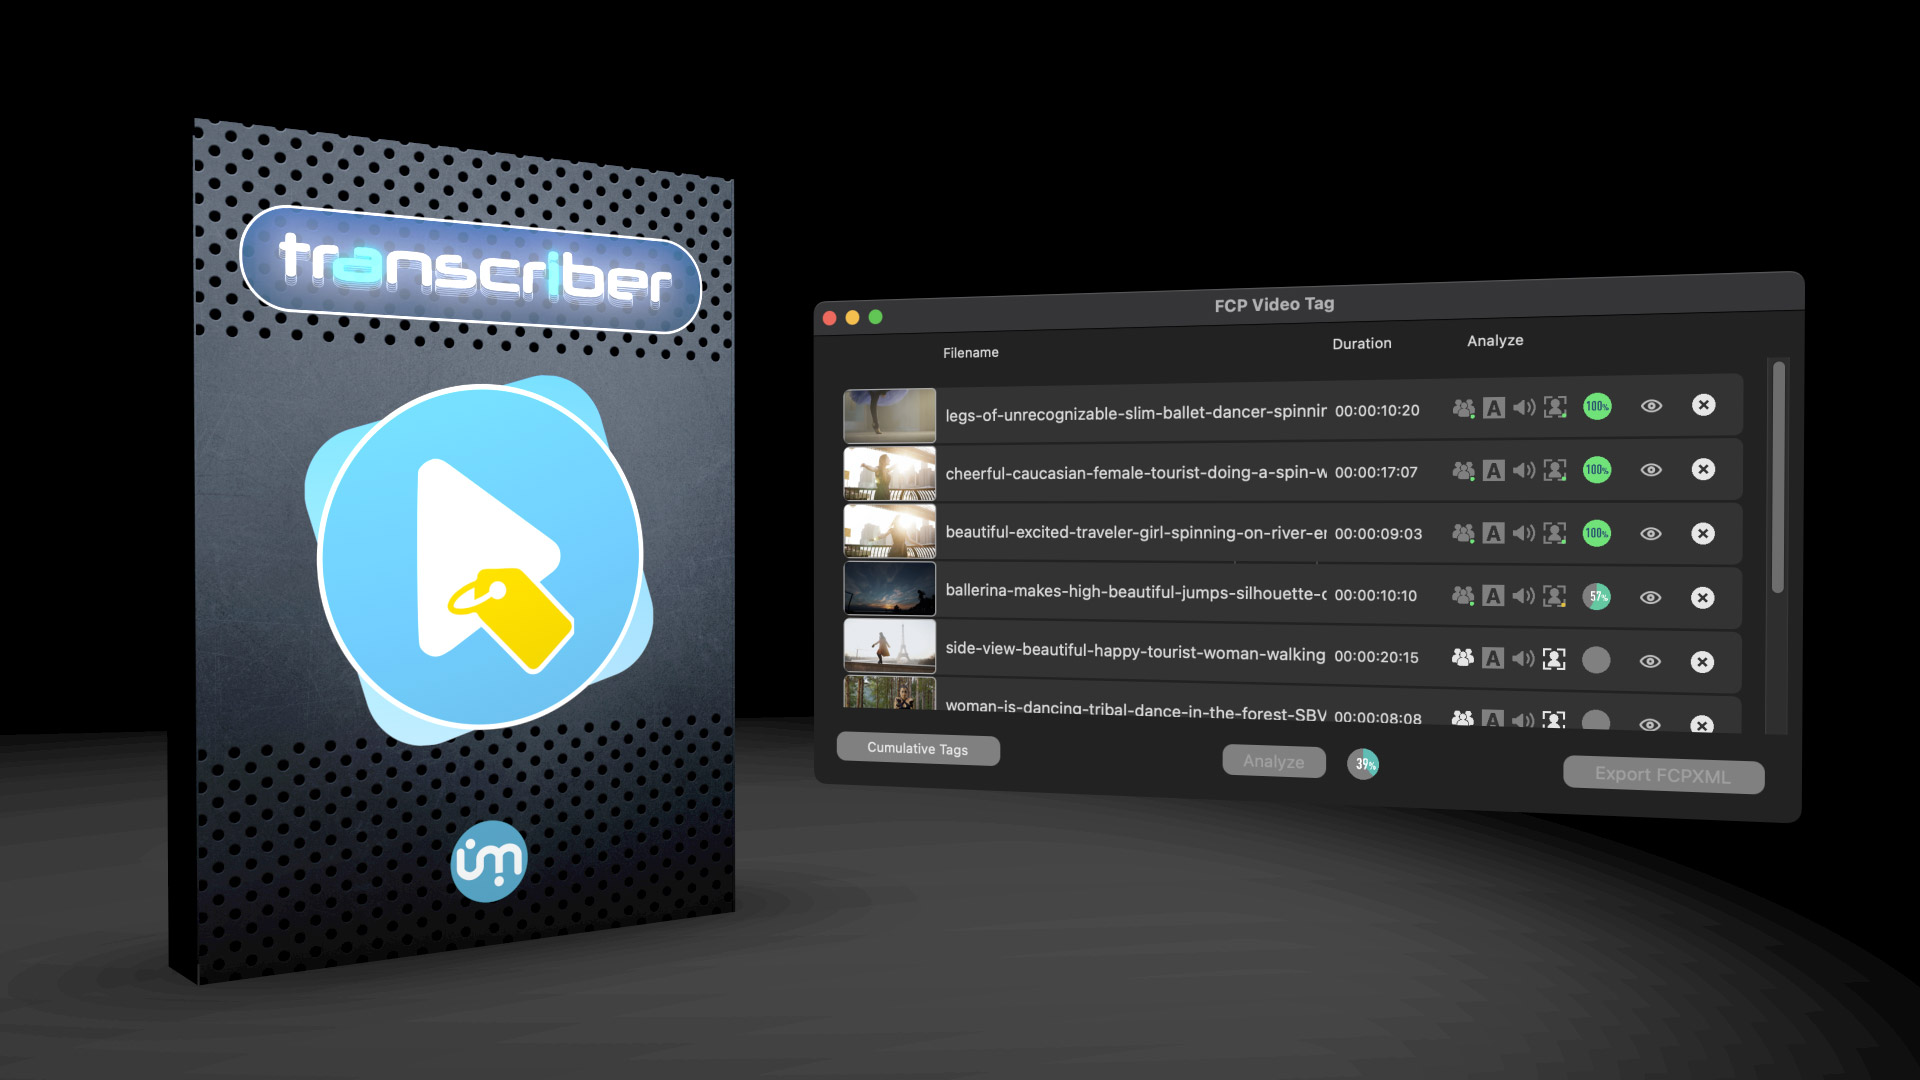 transcriber
im
FCP Video Tag
Filename Duration Analyze
legs-of-unrecognizable-slim-ballet-dancer-spinnin 00:00:10:20 A 100%
cheerful-caucasian-female-tourist-doing-a-spin-w 00:00:17:07 A 100%
beautiful-excited-traveler-girl-spinning-on-river-er 00:00:09:03 A 100%
ballerina-makes-high-beautiful-jumps-silhouette-c 00:00:10:10 A 57%
side-view-beautiful-happy-tourist-woman-walking 00:00:20:15 A
woman-is-dancing-tribal-dance-in-the-forest-SBV 00:00:08:08 A
Cumulative Tags Analyze 39% Export FCPXML